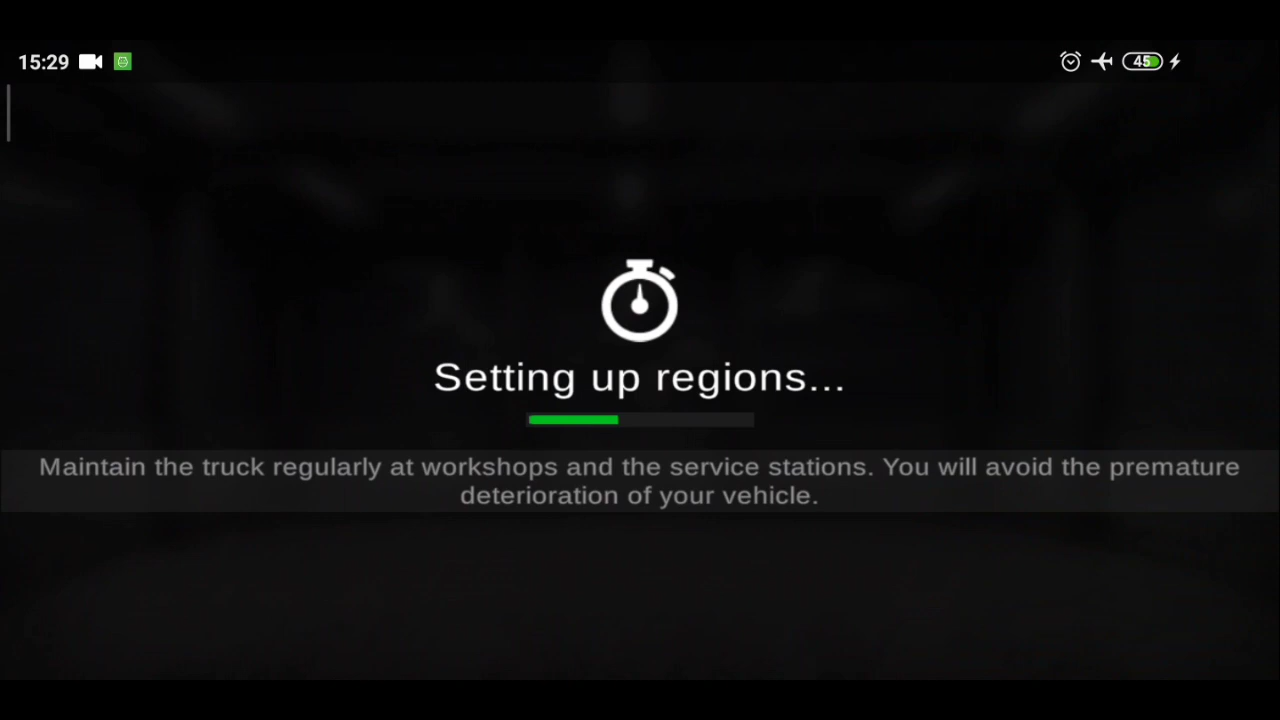 15:29
45
Setting up regions...
Maintain the truck regularly at workshops and the service stations. You will avoid the premature
deterioration of your vehicle.